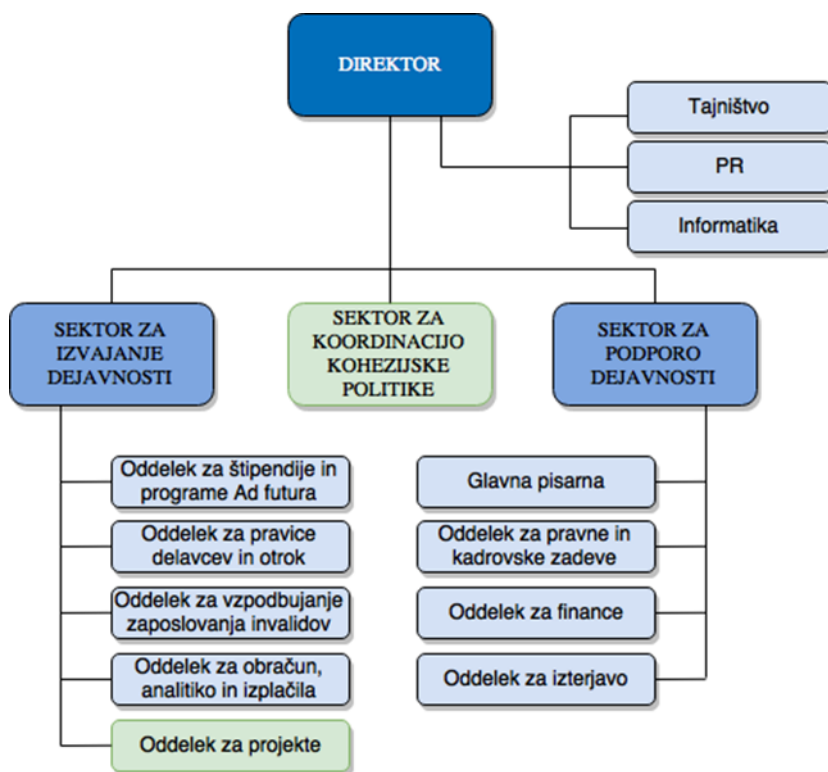 DIREKTOR
Tajništvo
PR
Informatika
SEKTOR ZA
IZVAJANJE
DEJAVNOSTI
SEKTOR ZA
KOORDINACIJO
KOHEZIJSKE
POLITIKE
SEKTOR ZA
PODPORO
DEJAVNOSTI
Oddelek za štipendije in
programe Ad futura
Oddelek za pravice
delavcev in otrok
Oddelek za vzpodbujanje
zaposlovanja invalidov
Oddelek za obračun,
analitiko in izplačila
Oddelek za projekte
Glavna pisarna
Oddelek za pravne in
kadrovske zadeve
Oddelek za finance
Oddelek za izterjavo